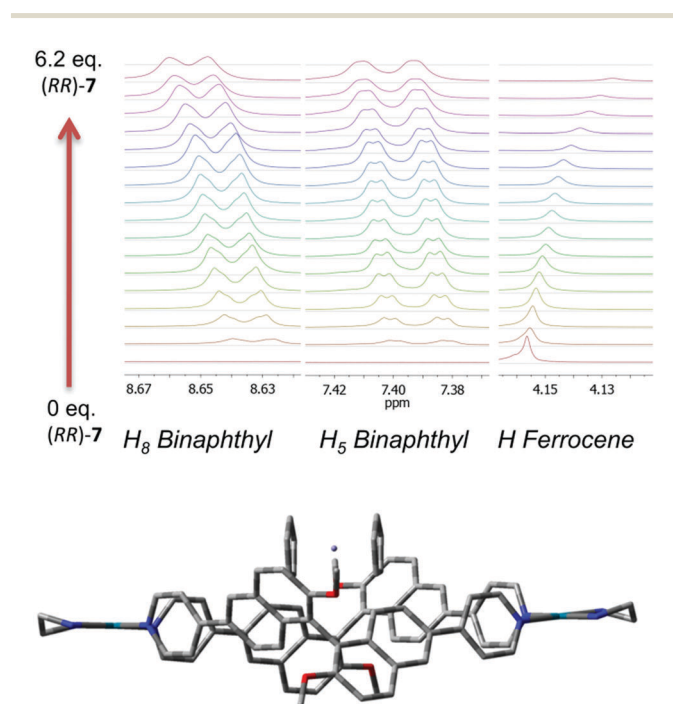 6.2 eq.
(RR)-7
8.67 8.65 8.63 7.42 7.40 7.38 4.15 4.13
ppm
0 eq.
(RR)-7
H8 Binaphthyl H5 Binaphthyl H Ferrocene